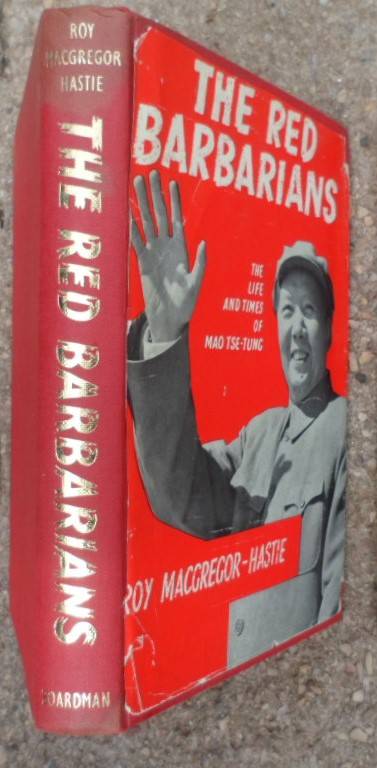 ROY
MACGREGOR
HASTIE
THE RED BARBARIANS
BOARDMAN
THE RED
BARBARIANS
THE
LIFE
AND TIMES
OF
MAO TSE-TUNG
ROY MACGREGOR-HASTIE